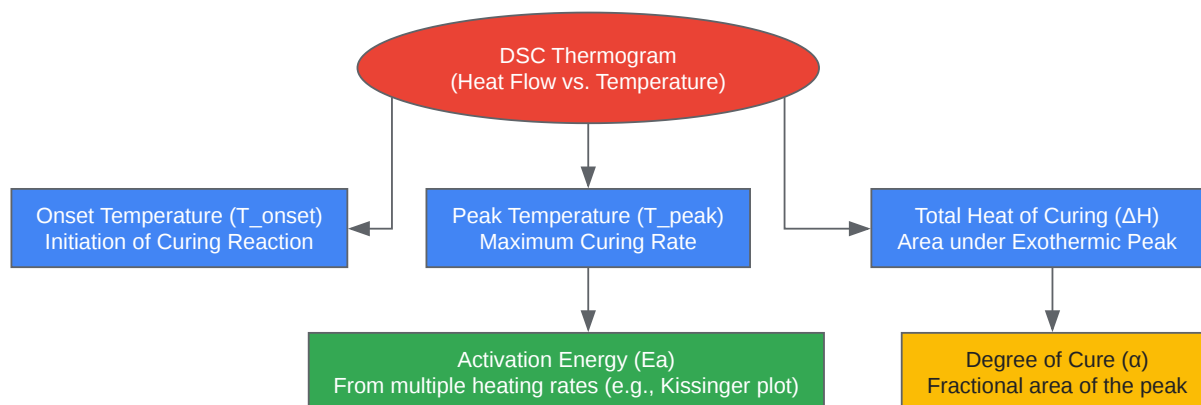 DSC Thermogram
(Heat Flow vs. Temperature)
Onset Temperature (T_onset)
Initiation of Curing Reaction
Peak Temperature (T_peak)
Maximum Curing Rate
Total Heat of Curing (ΔH)
Area under Exothermic Peak
Activation Energy (Ea)
From multiple heating rates (e.g., Kissinger plot)
Degree of Cure (α)
Fractional area of the peak